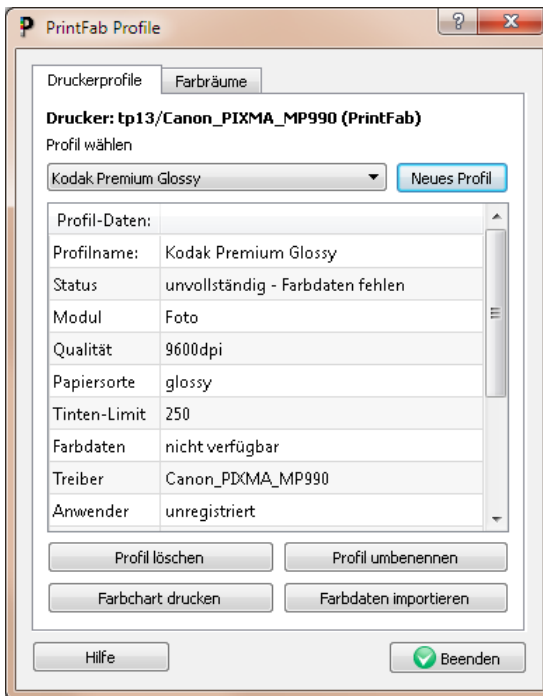 PrintFab Profile
Druckerprofile Farbräume
Drucker: tp13/Canon_PIXMA_MP990 (PrintFab)
Profil wählen
Kodak Premium Glossy Neues Profil
Profil-Daten:
Profilname: Kodak Premium Glossy
Status unvollständig - Farbdaten fehlen
Modul Foto
Qualität 9600dpi
Papiersorte glossy
Tinten-Limit 250
Farbdaten nicht verfügbar
Treiber Canon_PIXMA_MP990
Anwender unregistriert
Profil löschen Profil umbenennen
Farbchart drucken Farbdaten importieren
Hilfe Beenden